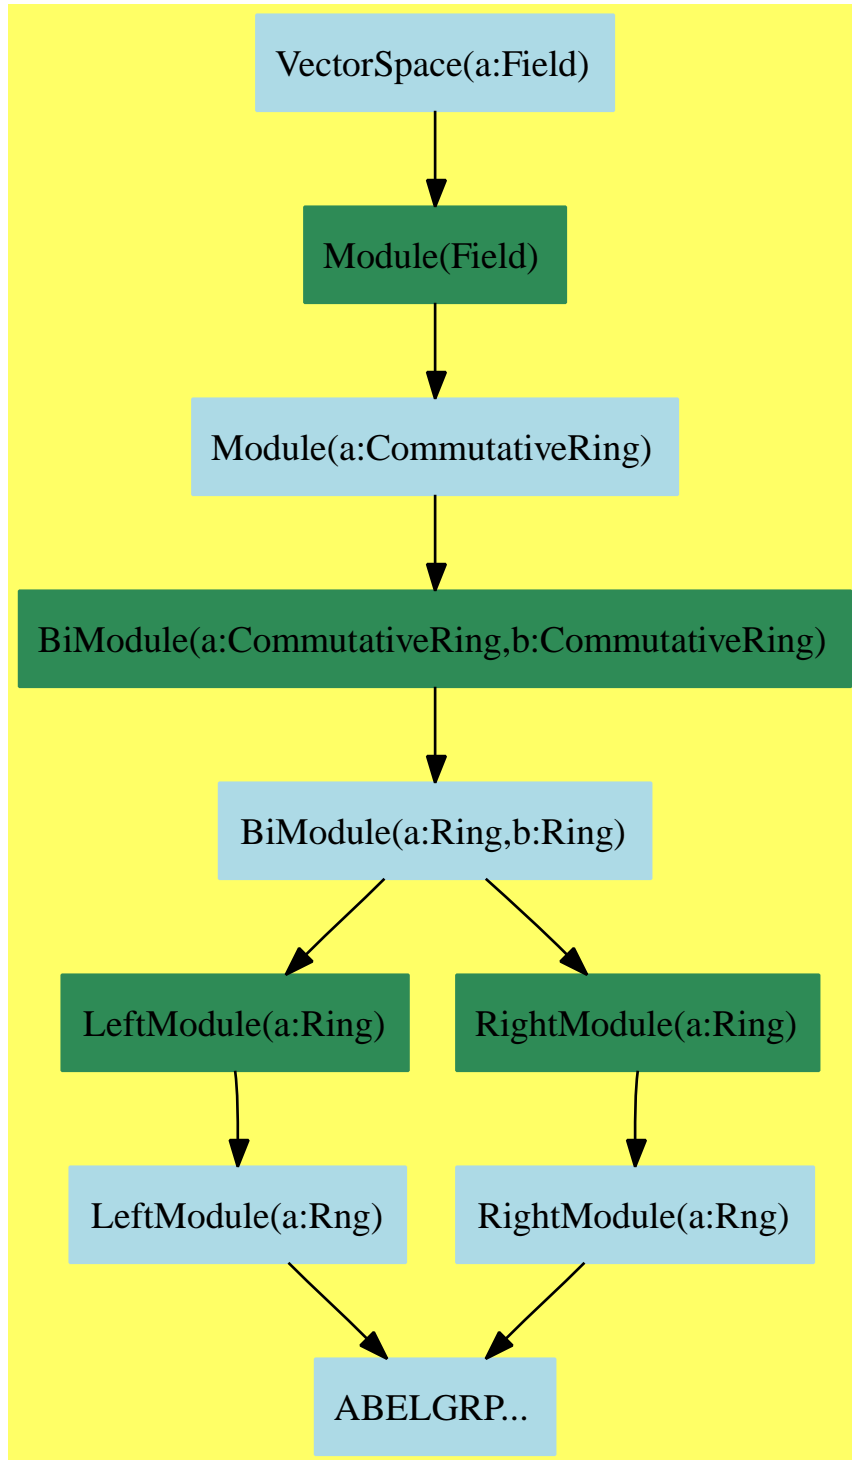 VectorSpace(a:Field)
Module(Field)
Module(a:CommutativeRing)
BiModule(a:CommutativeRing,b:CommutativeRing)
BiModule(a:Ring,b:Ring)
LeftModule(a:Ring)
RightModule(a:Ring)
LeftModule(a:Rng)
RightModule(a:Rng)
ABELGRP...